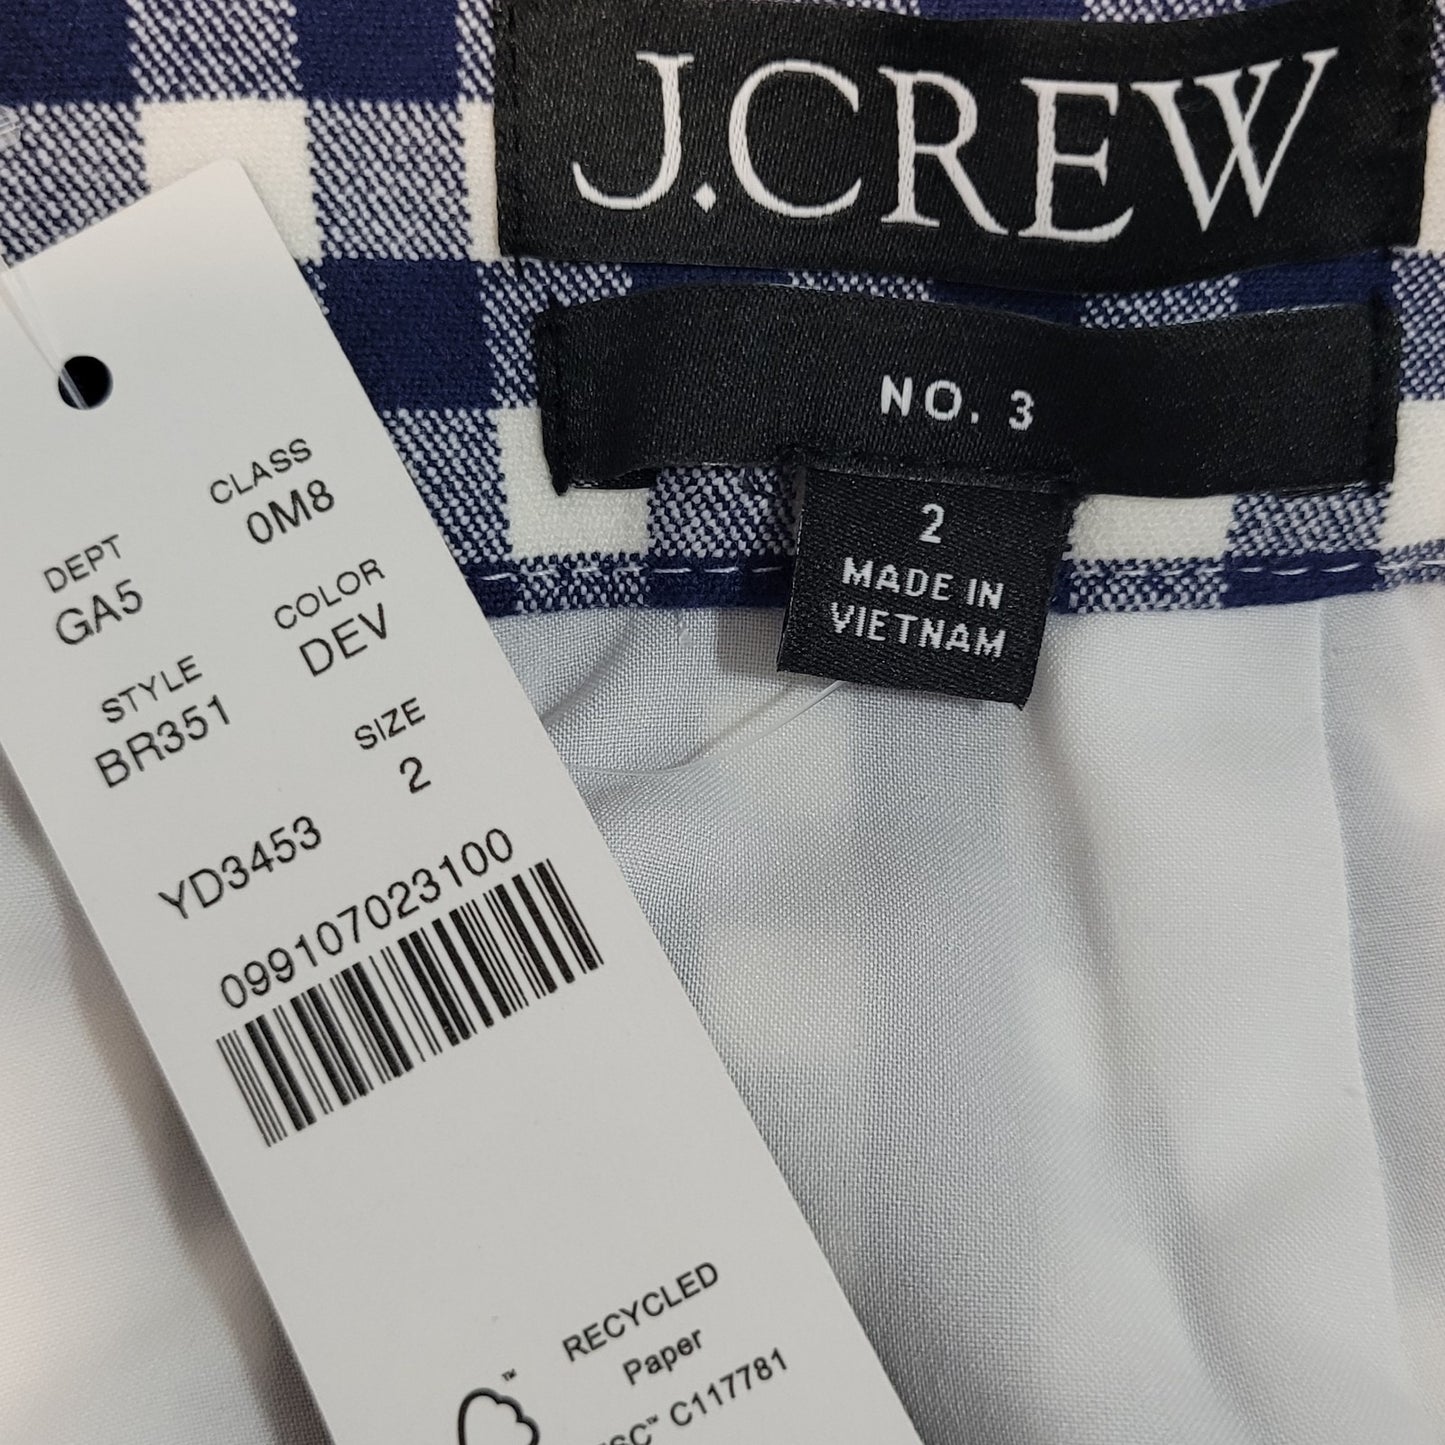 J.CREW
NO. 3
2
MADE IN
VIETNAM
DEPT CLASS
GA5 0M8
STYLE COLOR
BR351 DEV
SIZE
YD3453 2
099107023100
RECYCLED
Paper
™
C117781